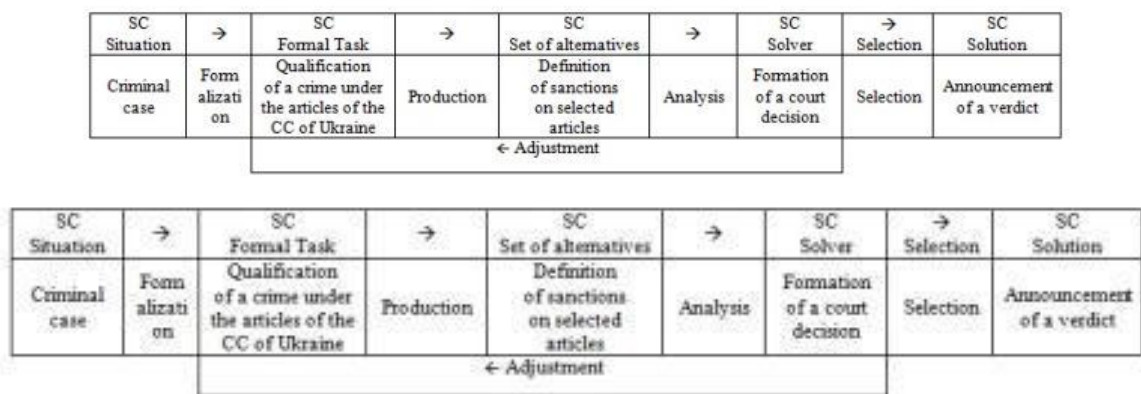 SC
Situation
→
SC
Formal Task
→
SC
Set of alternatives
→
SC
Solver
→
Selection
SC
Solution
Criminal
case
Form
alizati
on
Qualification
of a crime under
the articles of the
CC of Ukraine
Production
Definition
of sanctions
on selected
articles
Analysis
Formation
of a court
decision
Selection
Announcement
of a verdict
← Adjustment
SC
Situation
→
SC
Formal Task
→
SC
Set of alternatives
→
SC
Solver
→
Selection
SC
Solution
Criminal
case
Form
alizati
on
Qualification
of a crime under
the articles of the
CC of Ukraine
Production
Definition
of sanctions
on selected
articles
Analysis
Formation
of a court
decision
Selection
Announcement
of a verdict
← Adjustment